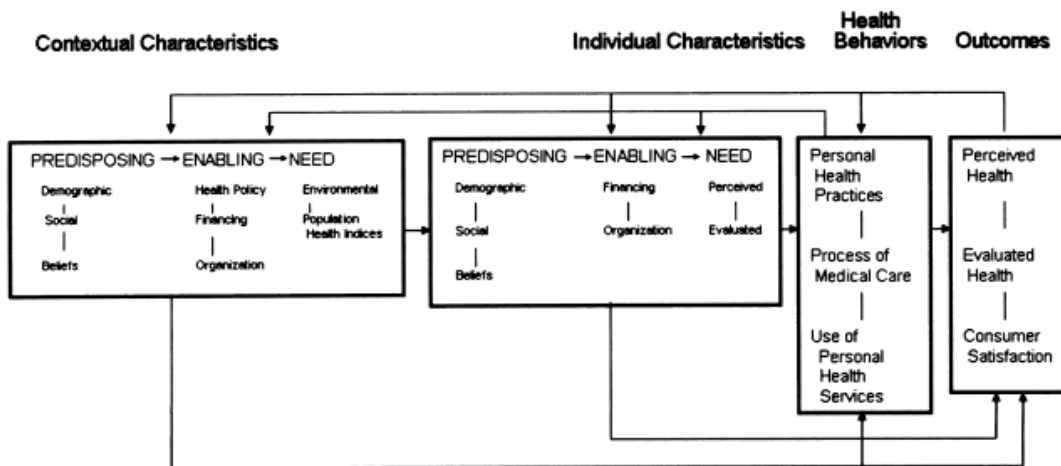 Contextual Characteristics
Individual Characteristics
Health
Behaviors
Outcomes
PREDISPOSING
ENABLING
NEED
Demographic
Social
Beliefs
Health Policy
Financing
Organization
Environmental
Population
Health Indices
PREDISPOSING
ENABLING
NEED
Demographic
Social
Beliefs
Financing
Organization
Perceived
Evaluated
Personal
Health
Practices
Process of
Medical Care
Use of
Personal
Health
Services
Perceived
Health
Evaluated
Health
Consumer
Satisfaction